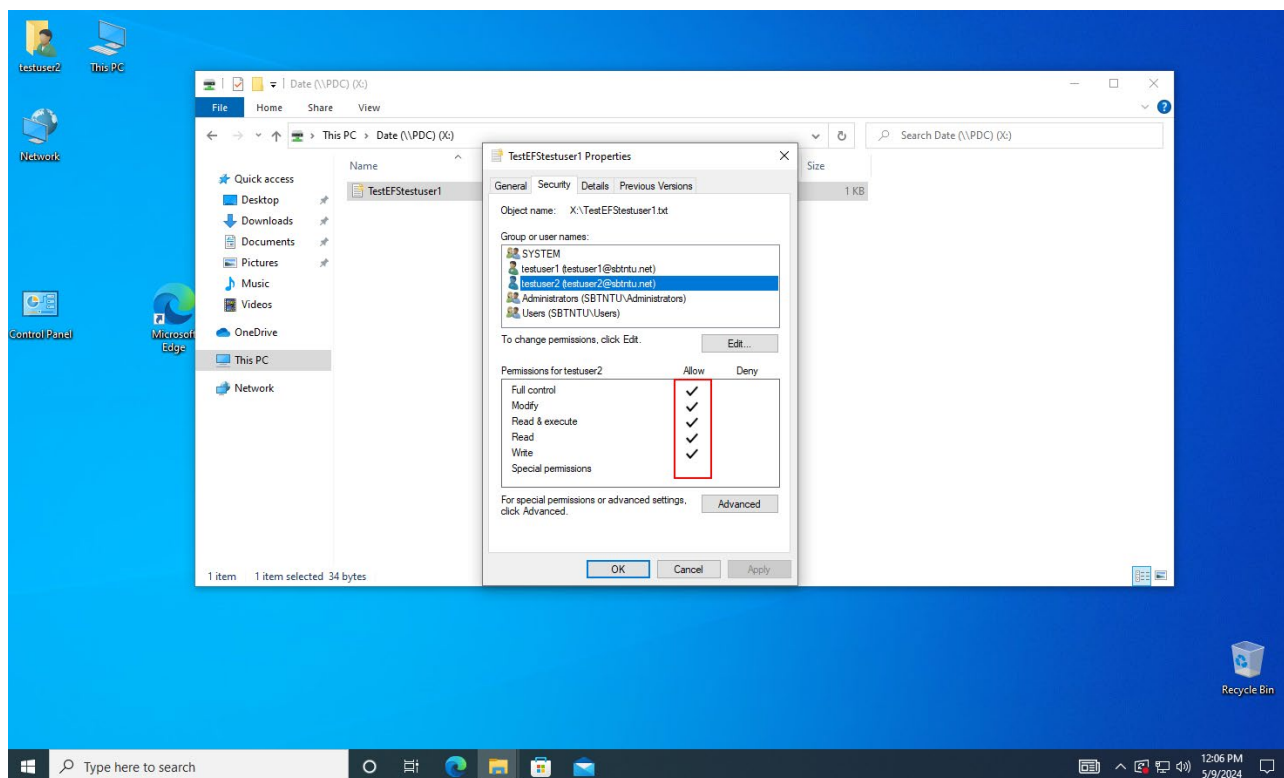 testuser2
This PC
Network
Control Panel
Microsoft
Edge
Date (\\PDC) (X:)
File Home Share View
This PC > Date (\\PDC) (X:)
Search Date (\\PDC) (X:)
Name
Size
Quick access
Desktop
Downloads
Documents
Pictures
Music
Videos
OneDrive
This PC
Network
TestEFStestuser1
1 KB
TestEFStestuser1 Properties
General Security Details Previous Versions
Object name: X:\TestEFStestuser1.txt
Group or user names:
SYSTEM
testuser1 (testuser1@sbtntu.net)
testuser2 (testuser2@sbtntu.net)
Administrators (SBTNTU\Administrators)
Users (SBTNTU\Users)
To change permissions, click Edit.
Edit...
Permissions for testuser2 Allow Deny
Full control
Modify
Read & execute
Read
Write
Special permissions
For special permissions or advanced settings,
click Advanced.
Advanced
OK Cancel Apply
1 item 1 item selected 34 bytes
Recycle Bin
Type here to search
12:06 PM
5/9/2024